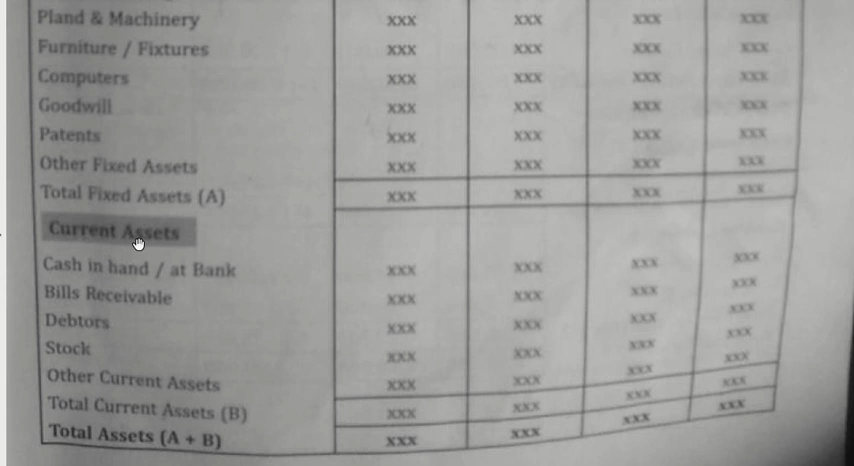 Pland & Machinery xxx xxx xxx xxx
Furniture / Fixtures xxx xxx xxx xxx
Computers xxx xxx xxx xxx
Goodwill xxx xxx xxx xxx
Patents xxx xxx xxx xxx
Other Fixed Assets xxx xxx xxx xxx
Total Fixed Assets (A) xxx xxx xxx xxx
Current Assets
Cash in hand / at Bank xxx xxx xxx xxx
Bills Receivable xxx xxx xxx xxx
Debtors xxx xxx xxx xxx
Stock xxx xxx xxx xxx
Other Current Assets xxx xxx xxx xxx
Total Current Assets (B) xxx xxx xxx xxx
Total Assets (A + B) xxx xxx xxx xxx